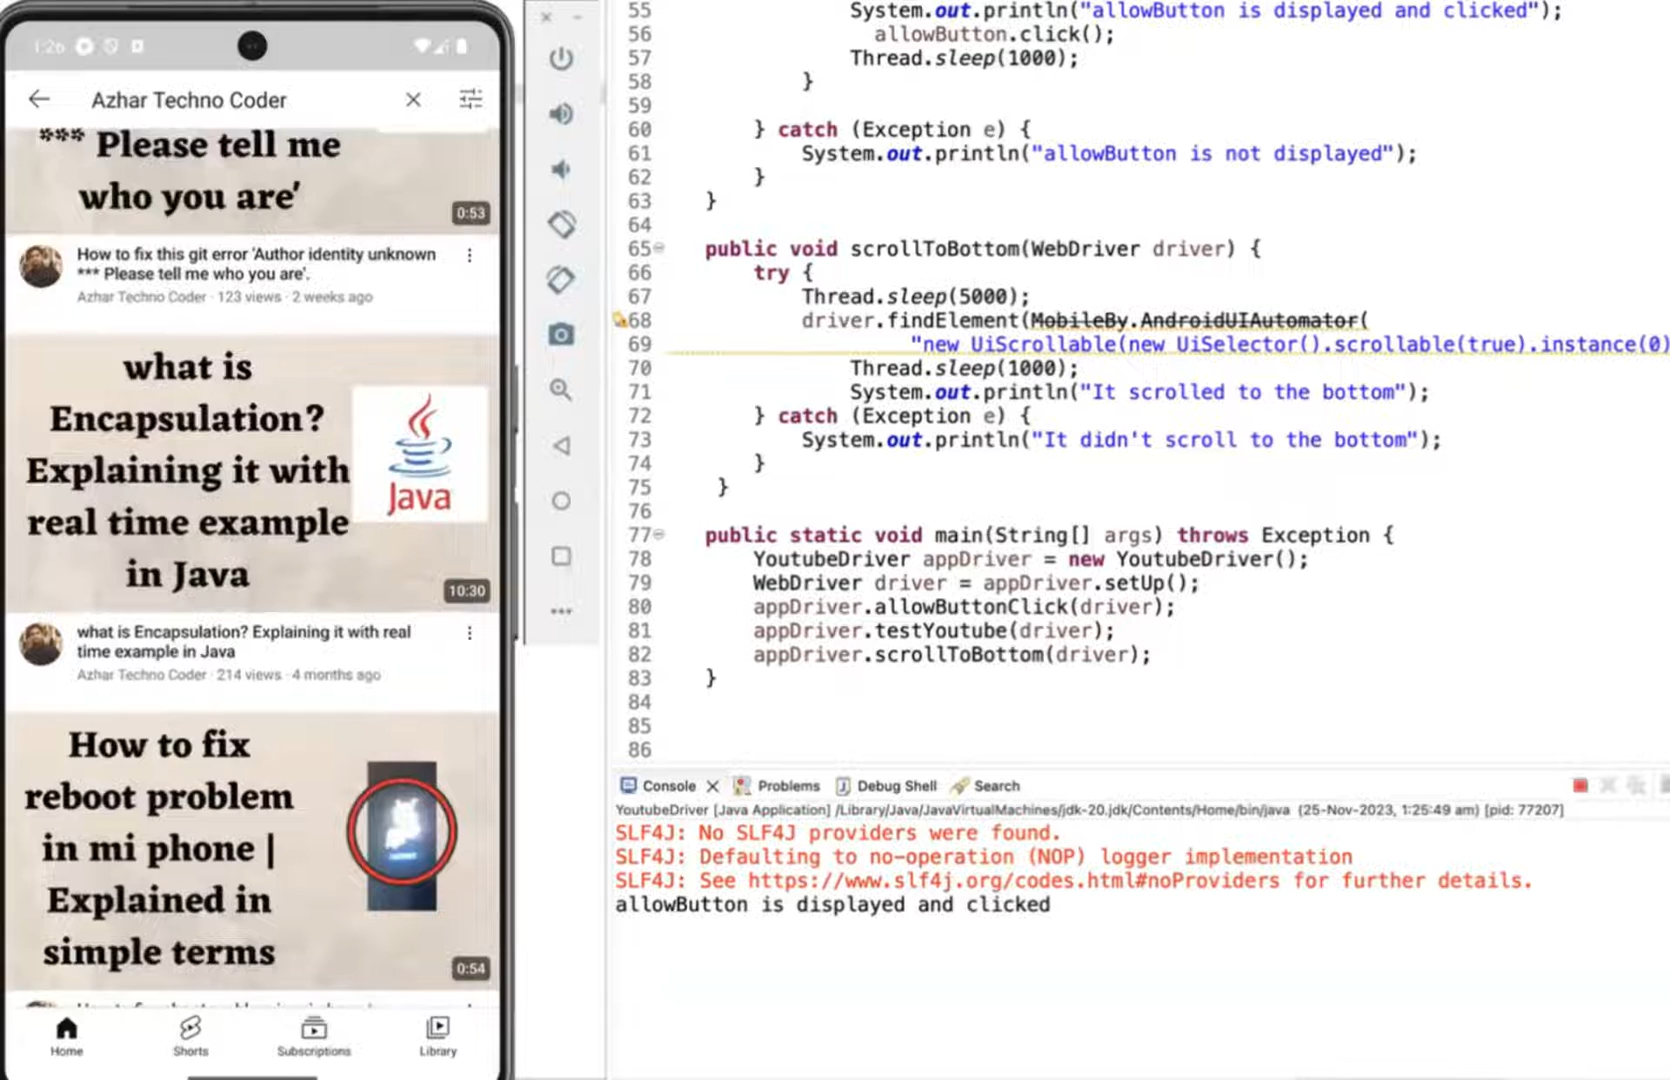 1:26
Azhar Techno Coder
*** Please tell me
who you are'
0:53
How to fix this git error 'Author identity unknown
*** Please tell me who you are'.
Azhar Techno Coder · 123 views · 2 weeks ago
what is
Encapsulation?
Explaining it with
real time example
in Java
Java
10:30
what is Encapsulation? Explaining it with real
time example in Java
Azhar Techno Coder · 214 views · 4 months ago
How to fix
reboot problem
in mi phone |
Explained in
simple terms
0:54
Home
Shorts
Subscriptions
Library
55 System.out.println("allowButton is displayed and clicked");
56 allowButton.click();
57 Thread.sleep(1000);
58 }
59
60 } catch (Exception e) {
61 System.out.println("allowButton is not displayed");
62 }
63 }
64
65 public void scrollToBottom(WebDriver driver) {
66 try {
67 Thread.sleep(5000);
68 driver.findElement(MobileBy.AndroidUIAutomator(
69 "new UiScrollable(new UiSelector().scrollable(true).instance(0)
70 Thread.sleep(1000);
71 System.out.println("It scrolled to the bottom");
72 } catch (Exception e) {
73 System.out.println("It didn't scroll to the bottom");
74 }
75 }
76
77 public static void main(String[] args) throws Exception {
78 YoutubeDriver appDriver = new YoutubeDriver();
79 WebDriver driver = appDriver.setUp();
80 appDriver.allowButtonClick(driver);
81 appDriver.testYoutube(driver);
82 appDriver.scrollToBottom(driver);
83 }
84
85
86
Console Problems Debug Shell Search
YoutubeDriver [Java Application] /Library/Java/JavaVirtualMachines/jdk-20.jdk/Contents/Home/bin/java (25-Nov-2023, 1:25:49 am) [pid: 77207]
SLF4J: No SLF4J providers were found.
SLF4J: Defaulting to no-operation (NOP) logger implementation
SLF4J: See https://www.slf4j.org/codes.html#noProviders for further details.
allowButton is displayed and clicked